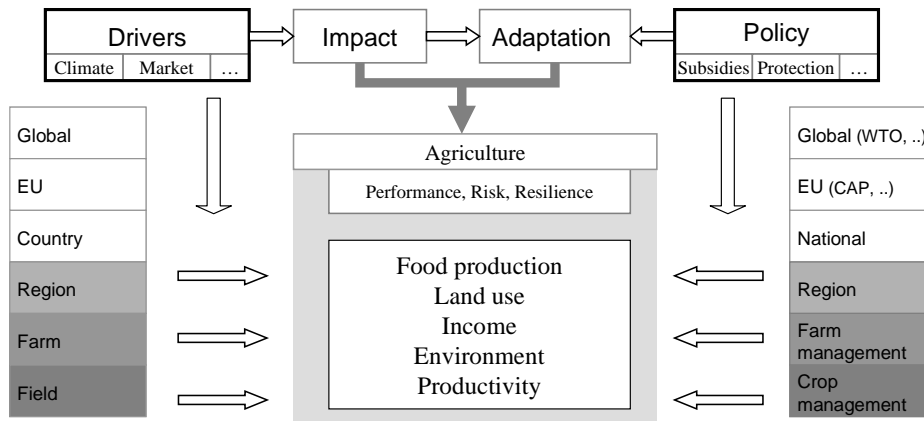 Drivers
Climate Market …
Impact
Adaptation
Policy
Subsidies Protection …
Global
EU
Country
Region
Farm
Field
Agriculture
Performance, Risk, Resilience
Food production
Land use
Income
Environment
Productivity
Global (WTO, ..)
EU (CAP, ..)
National
Region
Farm
management
Crop
management